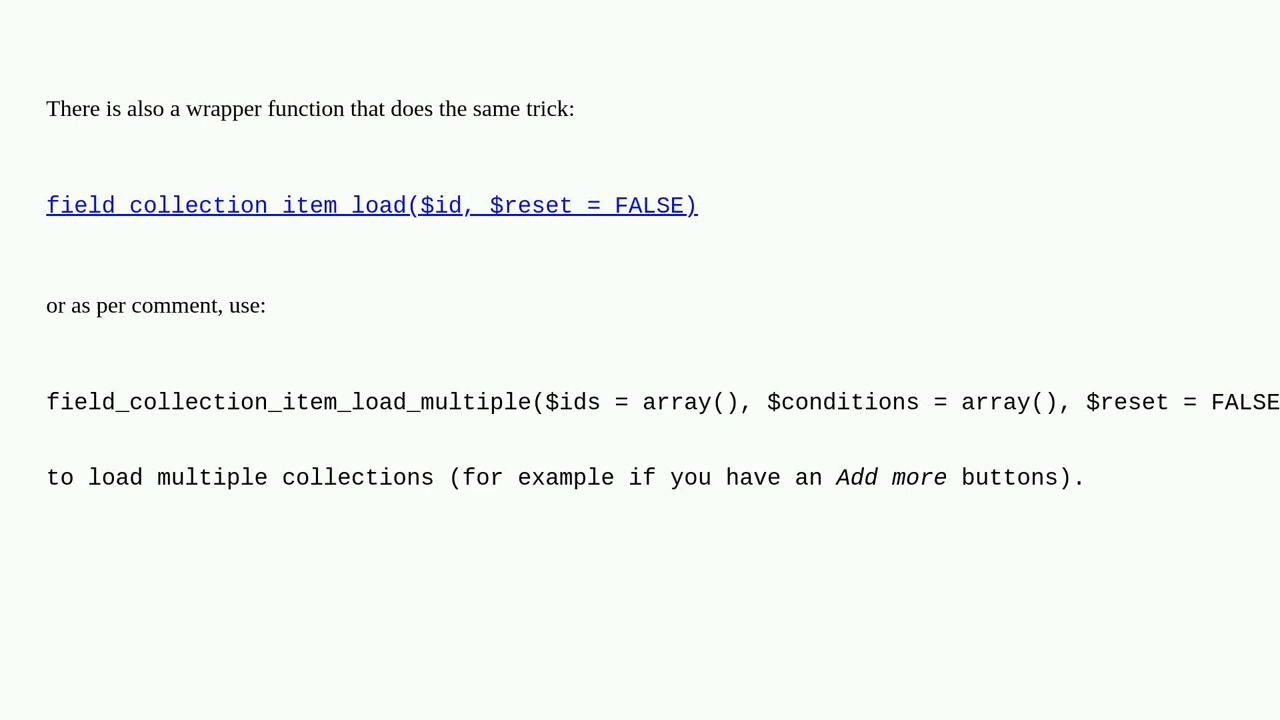 There is also a wrapper function that does the same trick:
field_collection_item_load($id, $reset = FALSE)
or as per comment, use:
field_collection_item_load_multiple($ids = array(), $conditions = array(), $reset = FALSE
to load multiple collections (for example if you have an Add more buttons).